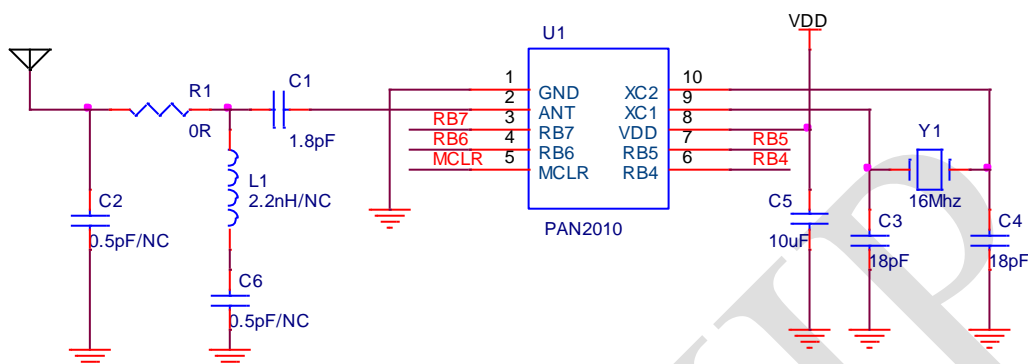 VDD
U1
C1
1.8pF
R1
0R
1
2
3
4
5
10
9
8
7
6
GND
ANT
RB7
RB6
MCLR
XC2
XC1
VDD
RB5
RB4
RB7
RB6
MCLR
RB5
RB4
PAN2010
Y1
16Mhz
L1
2.2nH/NC
C2
0.5pF/NC
C6
0.5pF/NC
C5
10uF
C3
18pF
C4
18pF